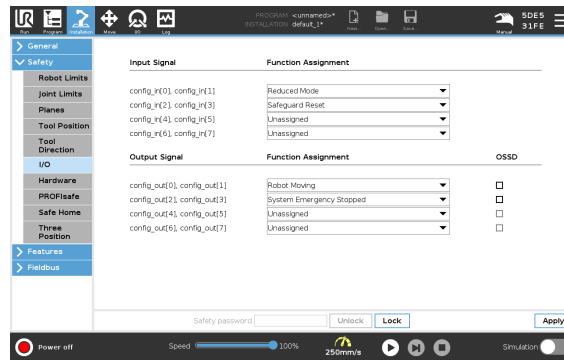 UR
PROGRAM <unnamed>*
INSTALLATION default_1*
5DE5
31FE
Run Program Installation Move I/O Log New... Open... Save... Manual
General
Safety
Robot Limits
Joint Limits
Planes
Tool Position
Tool
Direction
I/O
Hardware
PROFIsafe
Safe Home
Three
Position
Features
Fieldbus
Input Signal Function Assignment
config_in[0], config_in[1] Reduced Mode
config_in[2], config_in[3] Safeguard Reset
config_in[4], config_in[5] Unassigned
config_in[6], config_in[7] Unassigned
Output Signal Function Assignment OSSD
config_out[0], config_out[1] Robot Moving
config_out[2], config_out[3] System Emergency Stopped
config_out[4], config_out[5] Unassigned
config_out[6], config_out[7] Unassigned
Safety password Unlock Lock Apply
Power off Speed 100% 250mm/s Simulation